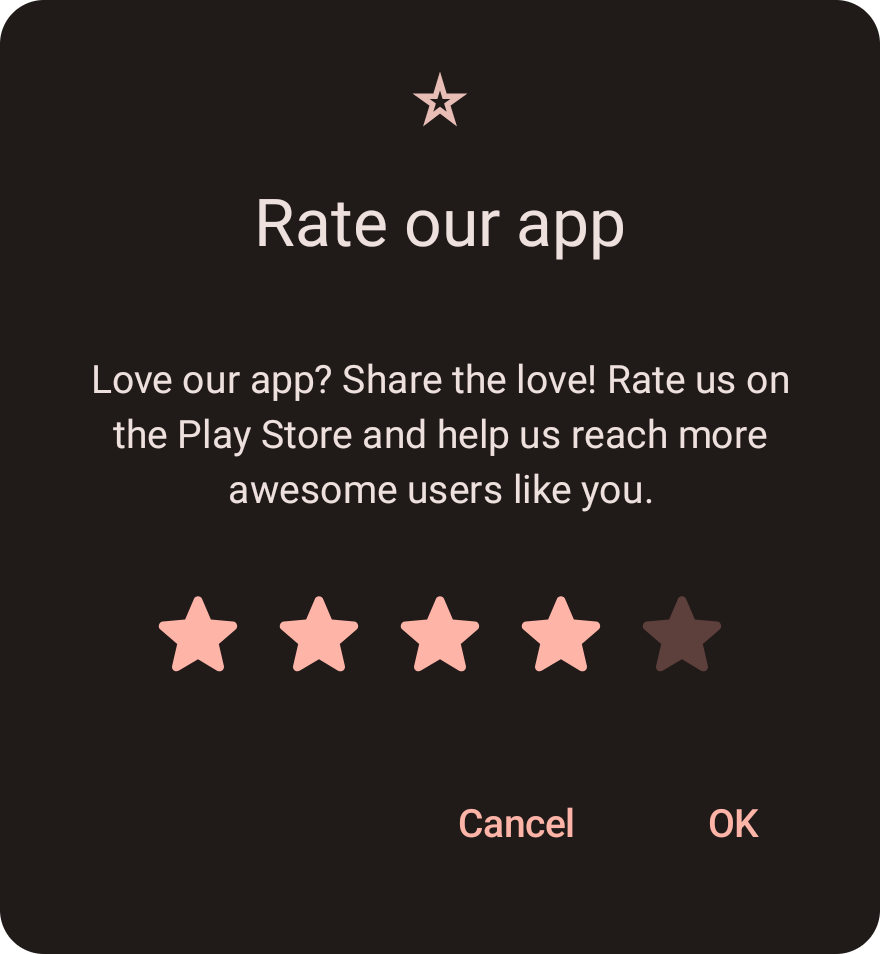 Rate our app
Love our app? Share the love! Rate us on
the Play Store and help us reach more
awesome users like you.
Cancel OK